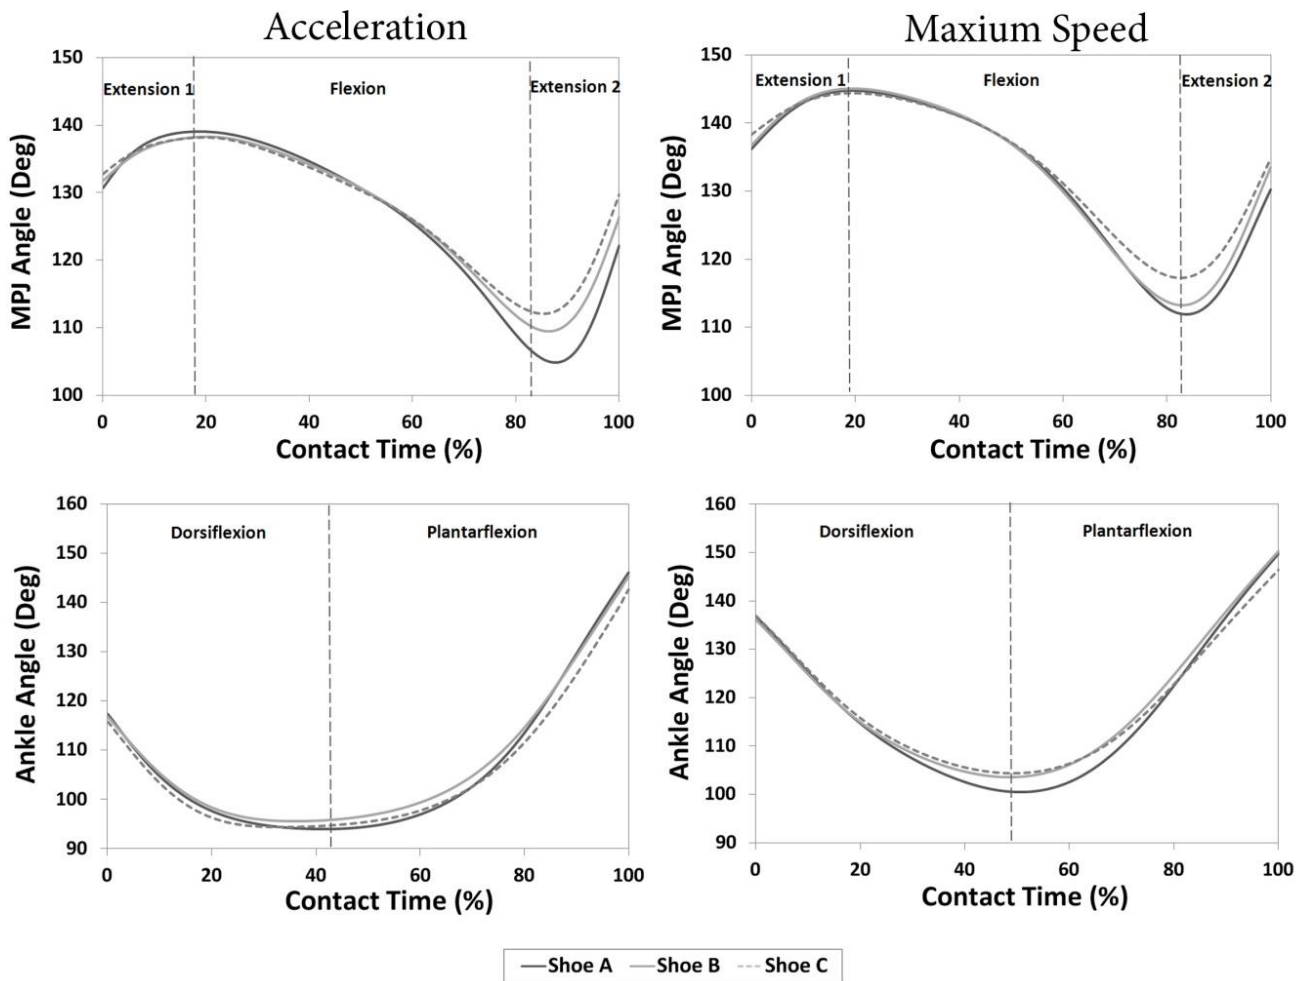 Acceleration
Maxium Speed
150
140
130
120
110
100
MPJ Angle (Deg)
Extension 1
Flexion
Extension 2
0 20 40 60 80 100
Contact Time (%)
150
140
130
120
110
100
MPJ Angle (Deg)
Extension 1
Flexion
Extension 2
0 20 40 60 80 100
Contact Time (%)
160
150
140
130
120
110
100
90
Ankle Angle (Deg)
Dorsiflexion
Plantarflexion
0 20 40 60 80 100
Contact Time (%)
160
150
140
130
120
110
100
90
Ankle Angle (Deg)
Dorsiflexion
Plantarflexion
0 20 40 60 80 100
Contact Time (%)
Shoe A Shoe B Shoe C